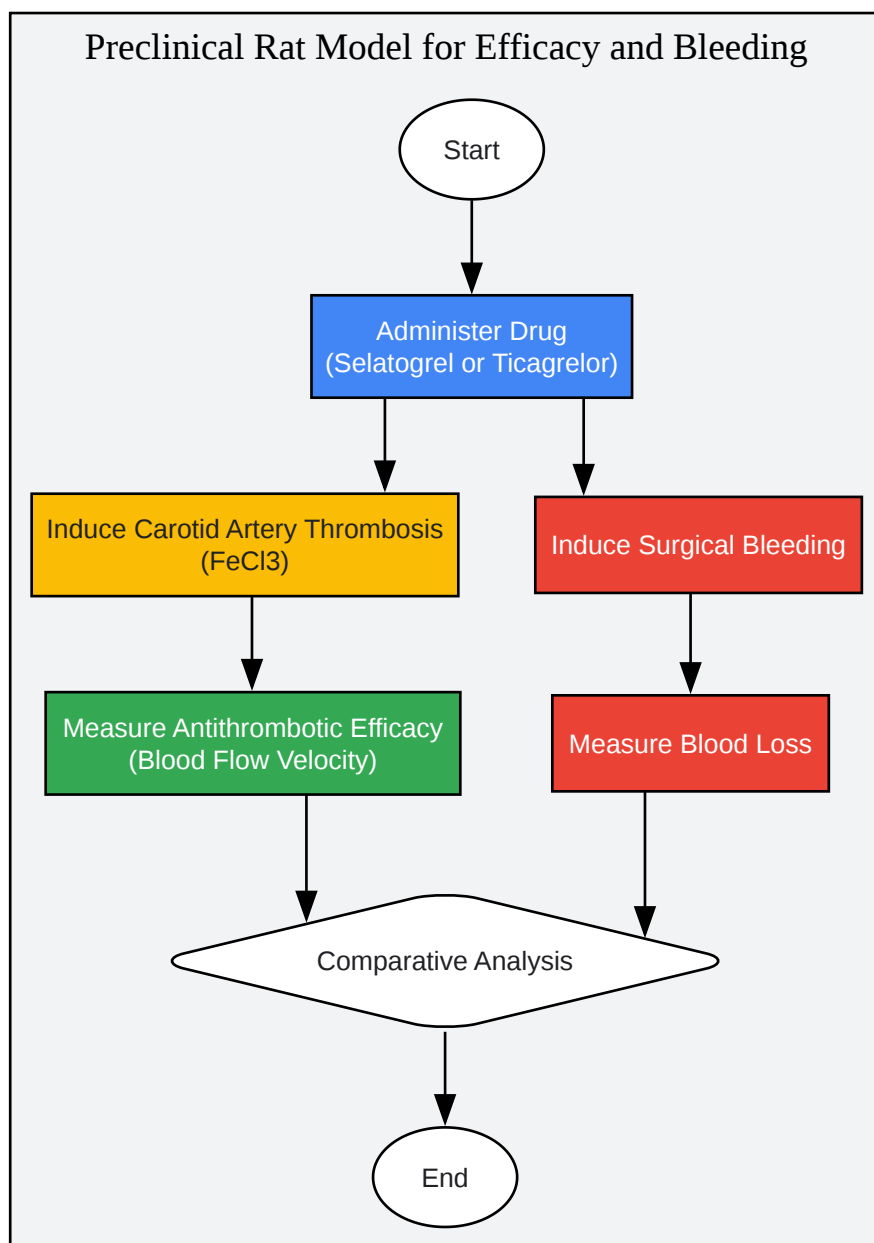 Preclinical Rat Model for Efficacy and Bleeding
Start
Administer Drug
(Selatogrel or Ticagrelor)
Induce Carotid Artery Thrombosis
(FeCl3)
Induce Surgical Bleeding
Measure Antithrombotic Efficacy
(Blood Flow Velocity)
Measure Blood Loss
Comparative Analysis
End